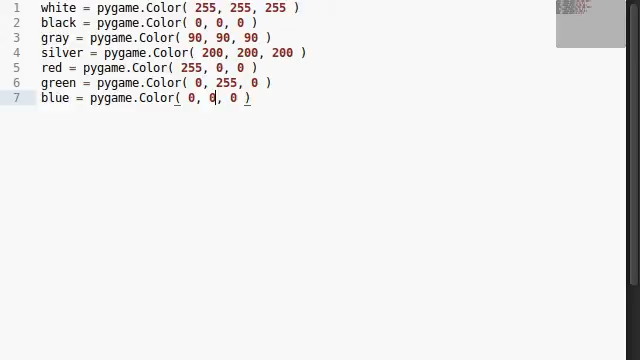 1 white = pygame.Color( 255, 255, 255 )
2 black = pygame.Color( 0, 0, 0 )
3 gray = pygame.Color( 90, 90, 90 )
4 silver = pygame.Color( 200, 200, 200 )
5 red = pygame.Color( 255, 0, 0 )
6 green = pygame.Color( 0, 255, 0 )
7 blue = pygame.Color( 0, 0, 0 )